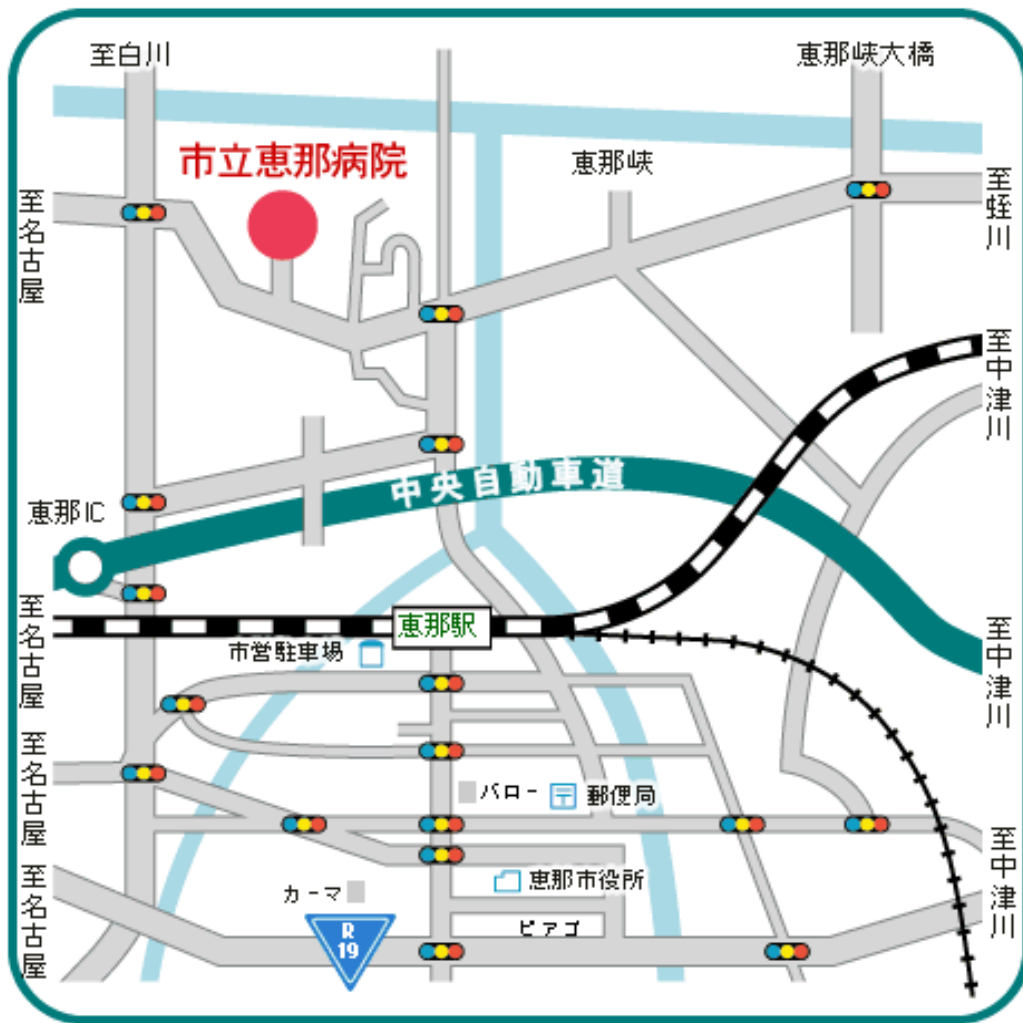 至白川
恵那峡大橋
市立恵那病院
恵那峡
至名古屋
至蛭川
至中津川
中央自動車道
恵那IC
至名古屋
恵那駅
市営駐車場
至中津川
至名古屋
バロー
郵便局
至中津川
至名古屋
カーマ
恵那市役所
R
19
ピアゴ